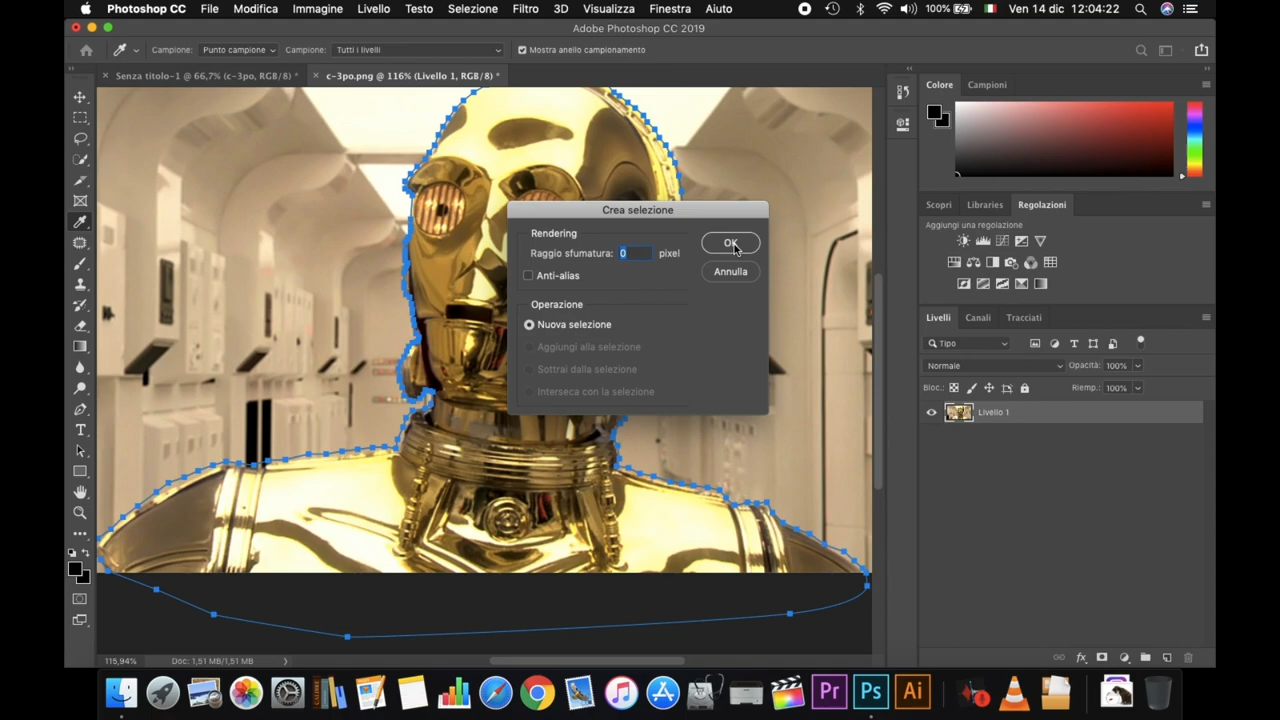 Photoshop CC File Modifica Immagine Livello Testo Selezione Filtro 3D Visualizza Finestra Aiuto 100% Ven 14 dic 12:04:22
Adobe Photoshop CC 2019
Campione: Punto campione Campione: Tutti i livelli Mostra anello campionamento
Senza titolo-1 @ 66,7% (c-3po, RGB/8) * c-3po.png @ 116% (Livello 1, RGB/8) *
Colore Campioni
Crea selezione
Rendering
Raggio sfumatura: 0 pixel
OK
Anti-alias
Annulla
Operazione
Nuova selezione
Aggiungi alla selezione
Sottrai dalla selezione
Interseca con la selezione
Scopri Libraries Regolazioni
Aggiungi una regolazione
Livelli Canali Tracciati
Tipo
Normale Opacità: 100%
Bloc.: Riemp.: 100%
Livello 1
115,94% Doc: 1,51 MB/1,51 MB
Pr Ps Ai